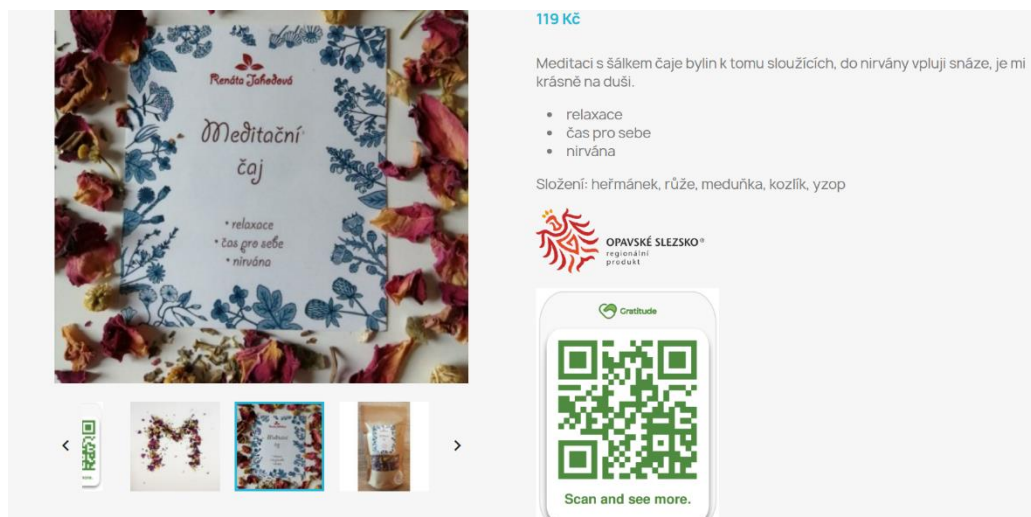 Renáta Jahodová
Meditační
čaj
• relaxace
• čas pro sebe
• nirvána
119 Kč
Meditaci s šálkem čaje bylin k tomu sloužících, do nirvány vpluji snáze, je mi
krásně na duši.
• relaxace
• čas pro sebe
• nirvána
Složení: heřmánek, růže, meduňka, kozlík, yzop
OPAVSKÉ SLEZSKO®
regionální
produkt
Gratitude
Scan and see more.
M
Meditační
čaj